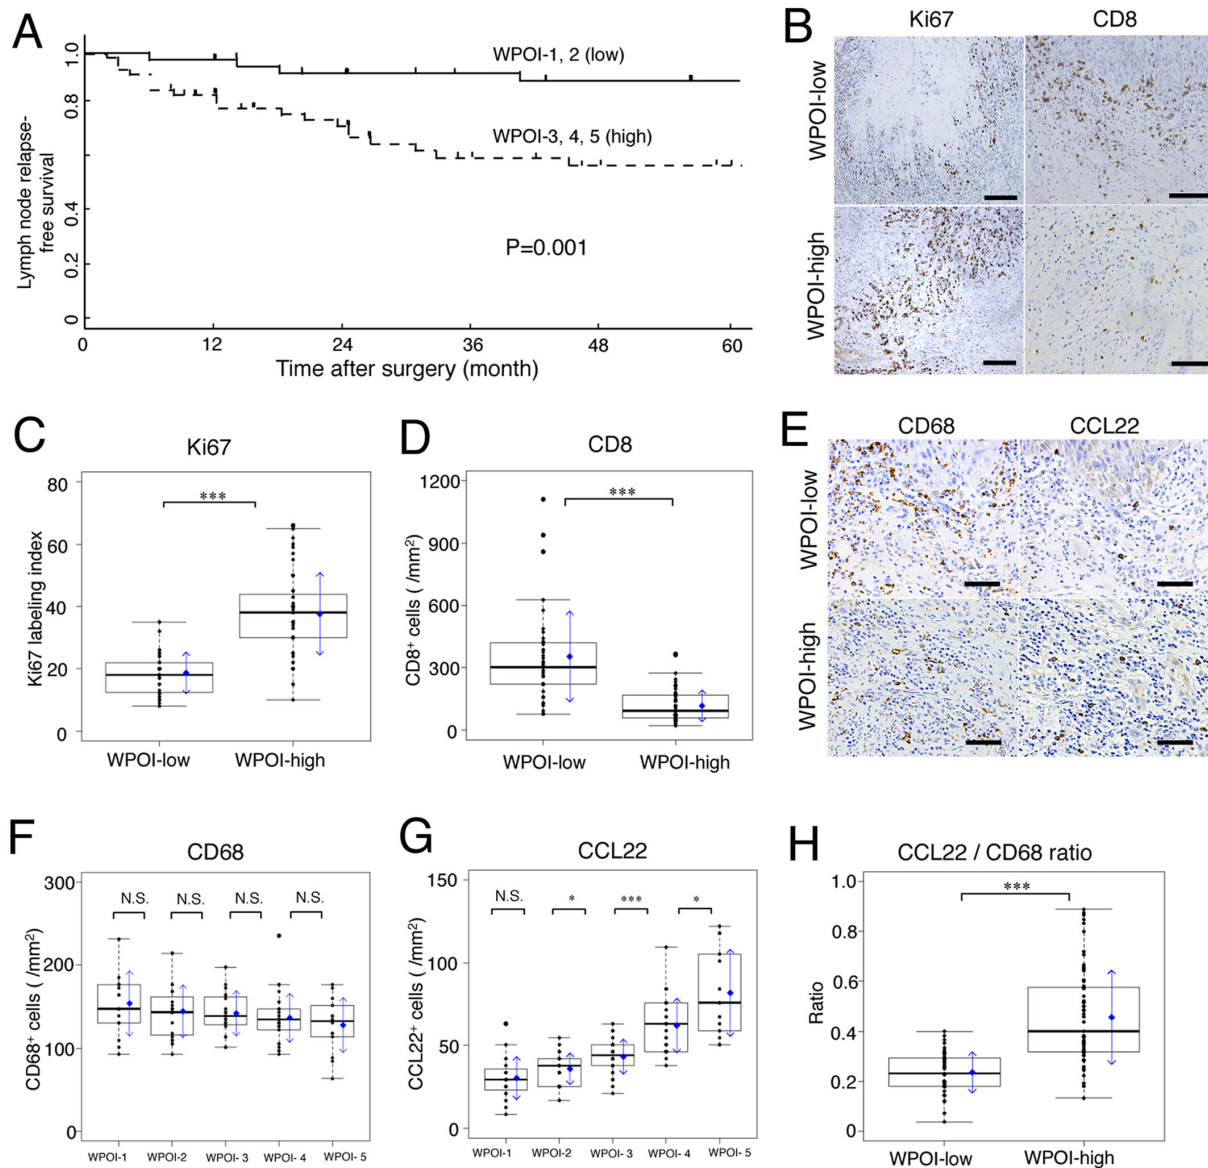 A
1.0
0.8
0.6
0.4
0.2
0
Lymph node relapse-
free survival
WPOI-1, 2 (low)
WPOI-3, 4, 5 (high)
P=0.001
0 12 24 36 48 60
Time after surgery (month)
B
Ki67 CD8
WPOI-low
WPOI-high
C
Ki67
Ki67 labeling index
80
60
40
20
0
***
WPOI-low WPOI-high
D
CD8
CD8+ cells ( /mm2)
1200
900
600
300
0
***
WPOI-low WPOI-high
E
CD68 CCL22
WPOI-low
WPOI-high
F
CD68
CD68+ cells ( /mm2)
300
200
100
0
N.S. N.S. N.S. N.S.
WPOI-1 WPOI-2 WPOI- 3 WPOI- 4 WPOI- 5
G
CCL22
CCL22+ cells ( /mm2)
150
100
50
0
N.S. * *** *
WPOI-1 WPOI-2 WPOI- 3 WPOI- 4 WPOI- 5
H
CCL22 / CD68 ratio
Ratio
1.0
0.8
0.6
0.4
0.2
0
***
WPOI-low WPOI-high